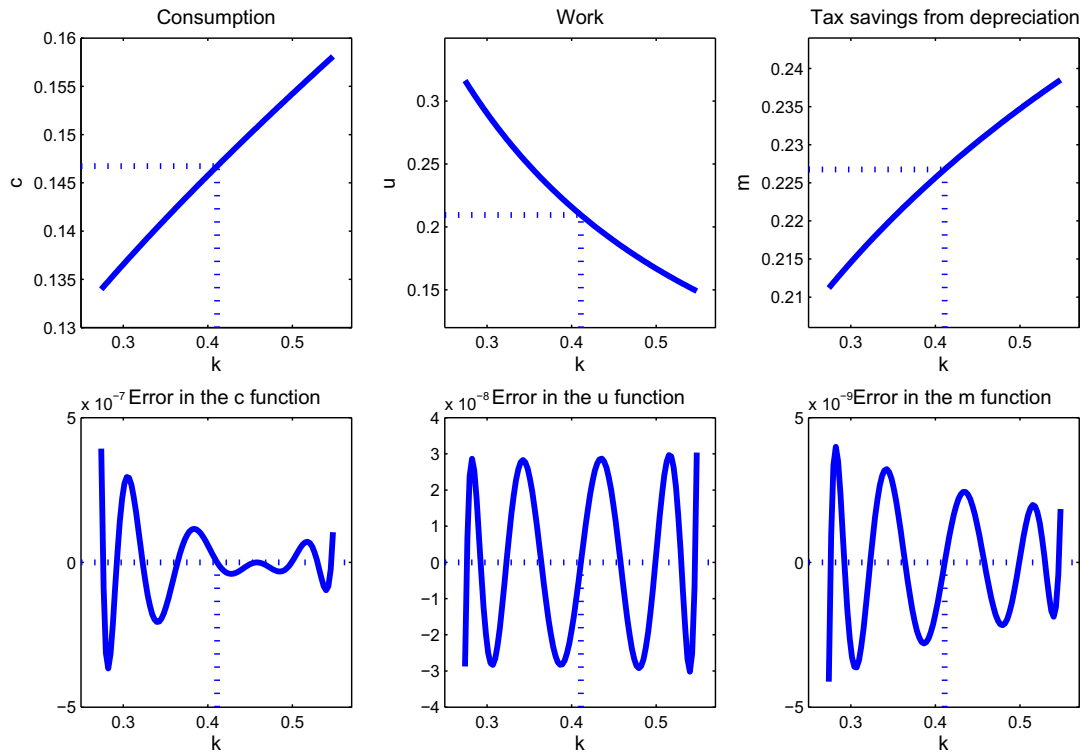 Consumption
0.16
0.155
0.15
0.145
0.14
0.135
0.13
c
0.3 0.4 0.5
k
Work
0.3
0.25
0.2
0.15
u
0.3 0.4 0.5
k
Tax savings from depreciation
0.24
0.235
0.23
0.225
0.22
0.215
0.21
m
0.3 0.4 0.5
k
x 10⁻⁷ Error in the c function
5
0
−5
0.3 0.4 0.5
k
x 10⁻⁸ Error in the u function
4
3
2
1
0
−1
−2
−3
−4
0.3 0.4 0.5
k
x 10⁻⁹ Error in the m function
5
0
−5
0.3 0.4 0.5
k